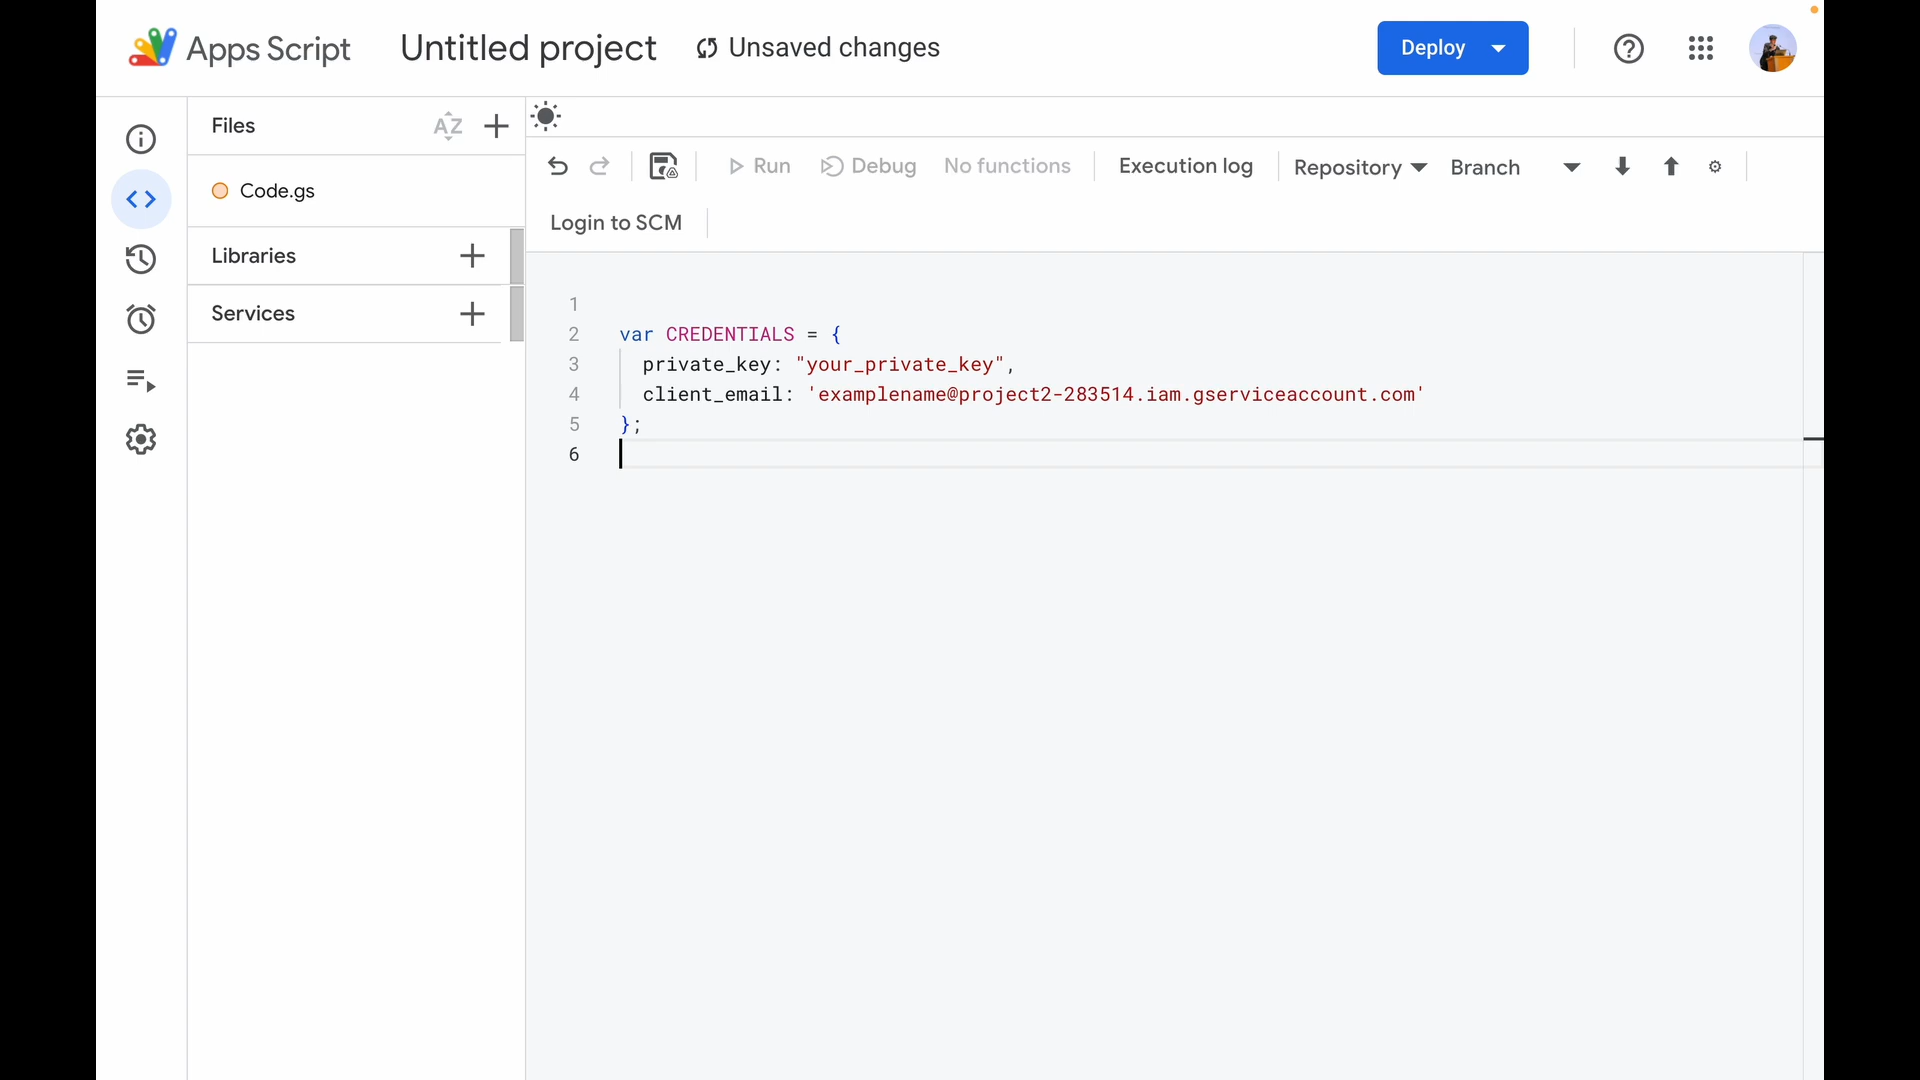 Apps Script Untitled project Unsaved changes Deploy
Files AZ
Code.gs
Libraries
Services
Run Debug No functions Execution log Repository Branch
Login to SCM
1
2 var CREDENTIALS = {
3 private_key: "your_private_key",
4 client_email: 'examplename@project2-283514.iam.gserviceaccount.com'
5 };
6